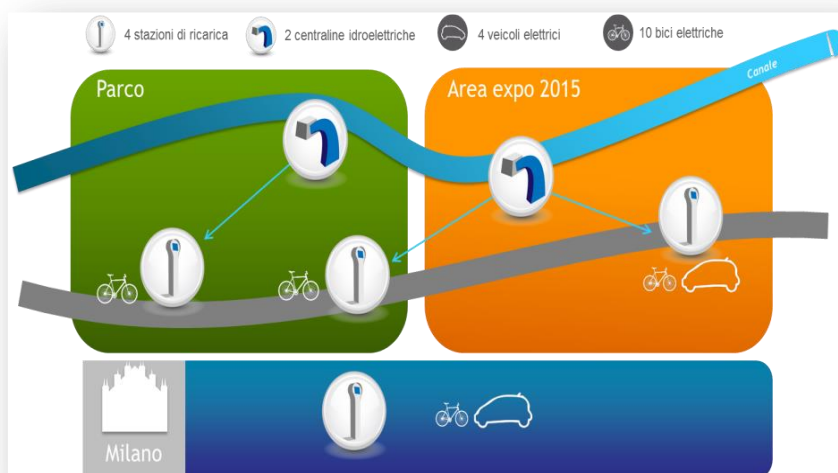 4 stazioni di ricarica
2 centraline idroelettriche
4 veicoli elettrici
10 bici elettriche
Parco
Area expo 2015
Canale
Milano